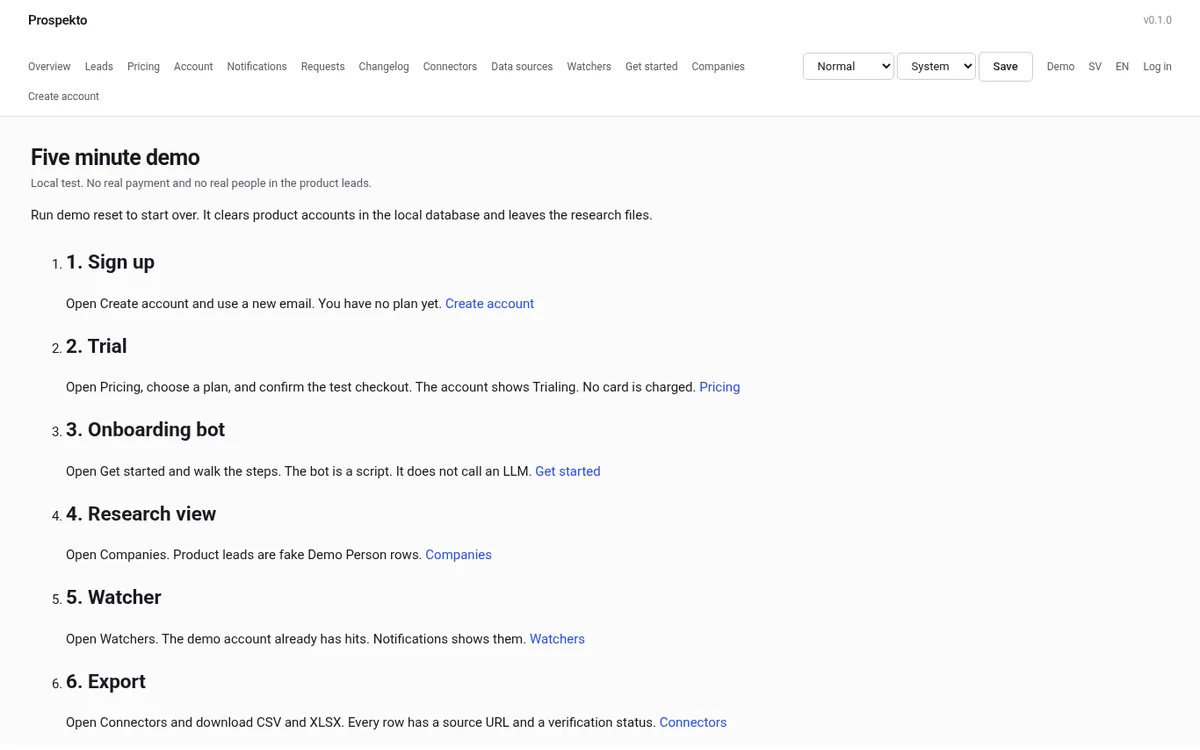 Prospekto
v0.1.0
Overview Leads Pricing Account Notifications Requests Changelog Connectors Data sources Watchers Get started Companies Normal System Save Demo SV EN Log in
Create account
Five minute demo
Local test. No real payment and no real people in the product leads.
Run demo reset to start over. It clears product accounts in the local database and leaves the research files.
1. 1. Sign up
Open Create account and use a new email. You have no plan yet. Create account
2. 2. Trial
Open Pricing, choose a plan, and confirm the test checkout. The account shows Trialing. No card is charged. Pricing
3. 3. Onboarding bot
Open Get started and walk the steps. The bot is a script. It does not call an LLM. Get started
4. 4. Research view
Open Companies. Product leads are fake Demo Person rows. Companies
5. 5. Watcher
Open Watchers. The demo account already has hits. Notifications shows them. Watchers
6. 6. Export
Open Connectors and download CSV and XLSX. Every row has a source URL and a verification status. Connectors